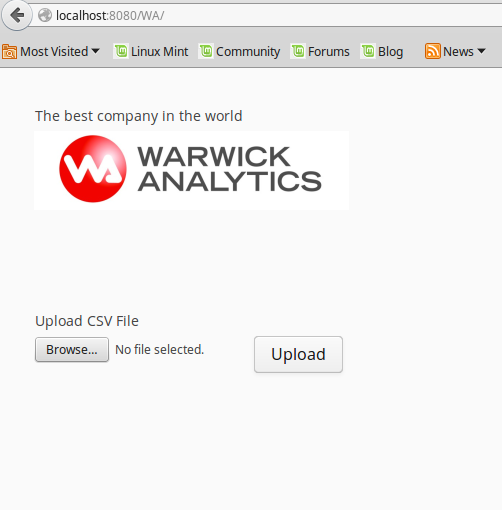 localhost:8080/WA/
Most Visited Linux Mint Community Forums Blog News
The best company in the world
WA WARWICK
ANALYTICS
Upload CSV File
Browse... No file selected. Upload